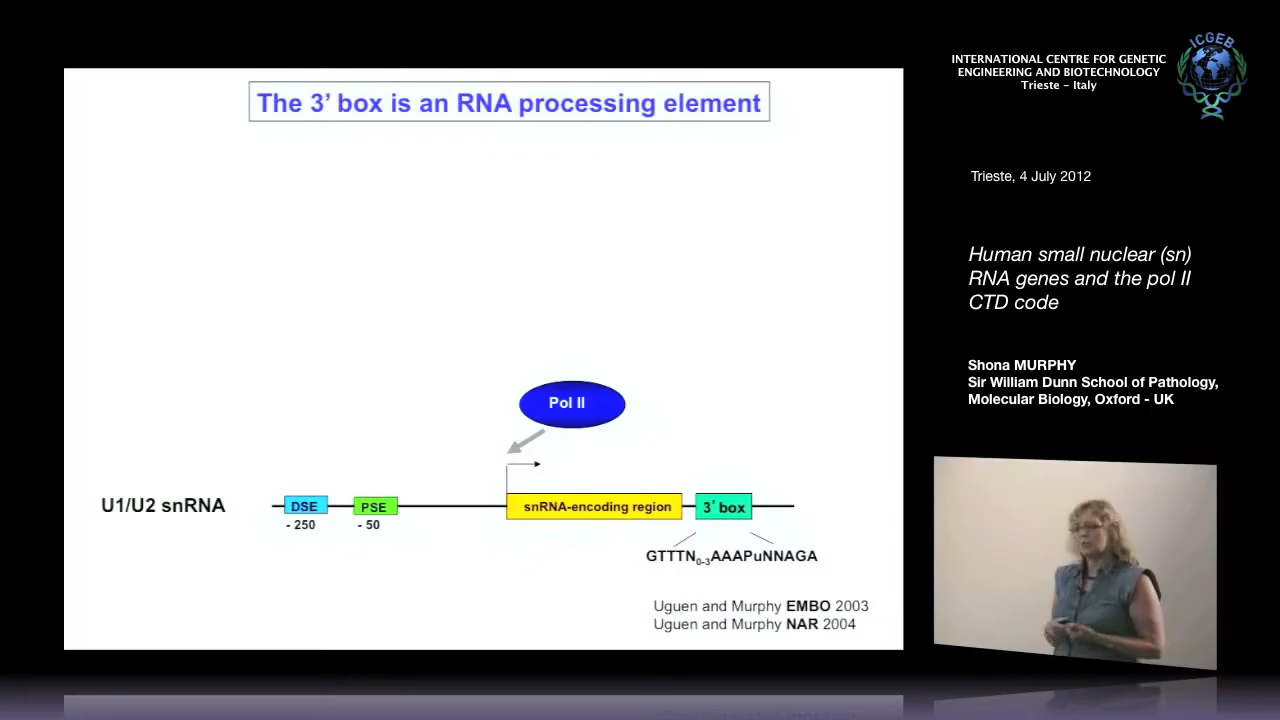 The 3' box is an RNA processing element
Pol II
U1/U2 snRNA
DSE
PSE
snRNA-encoding region
3' box
- 250
- 50
GTTTN0-3AAAPuNNAGA
Uguen and Murphy EMBO 2003
Uguen and Murphy NAR 2004
INTERNATIONAL CENTRE FOR GENETIC
ENGINEERING AND BIOTECHNOLOGY
Trieste - Italy
ICGEB
Trieste, 4 July 2012
Human small nuclear (sn)
RNA genes and the pol II
CTD code
Shona MURPHY
Sir William Dunn School of Pathology,
Molecular Biology, Oxford - UK